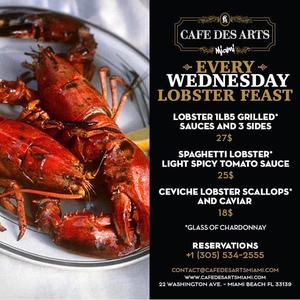 CAFE DES ARTS
Miami
EVERY
WEDNESDAY
LOBSTER FEAST
LOBSTER 1LB5 GRILLED*
SAUCES AND 3 SIDES
27$
SPAGHETTI LOBSTER*
LIGHT SPICY TOMATO SAUCE
25$
CEVICHE LOBSTER SCALLOPS*
AND CAVIAR
18$
*GLASS OF CHARDONNAY
RESERVATIONS
+1 (305) 534-2555
CONTACT@CAFEDESARTSMIAMI.COM
WWW.CAFEDESARTSMIAMI.COM
22 WASHINGTON AVE. - MIAMI BEACH FL 33139